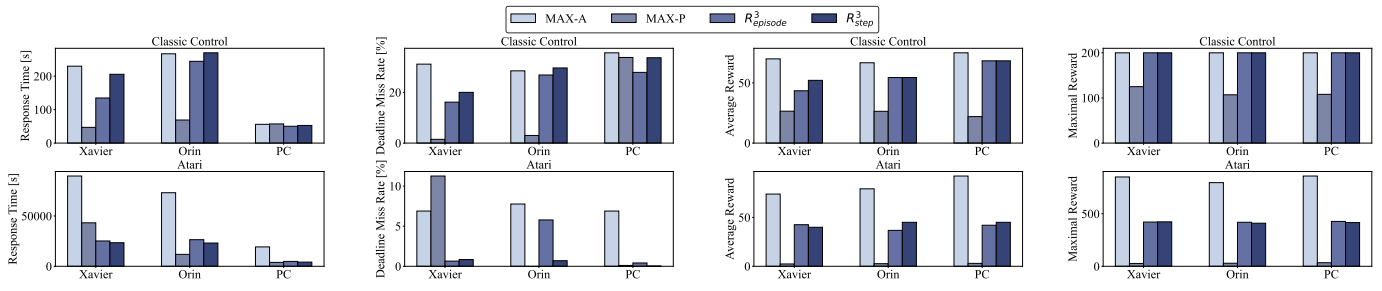 MAX-A MAX-P R³episode R³step
Classic Control Classic Control Classic Control Classic Control
Response Time [s] 200 100 0 Xavier Orin PC
Deadline Miss Rate [%] 20 0 Xavier Orin PC
Average Reward 50 0 Xavier Orin PC
Maximal Reward 200 100 0 Xavier Orin PC
Atari Atari Atari Atari
Response Time [s] 50000 0 Xavier Orin PC
Deadline Miss Rate [%] 10 5 0 Xavier Orin PC
Average Reward 50 0 Xavier Orin PC
Maximal Reward 500 0 Xavier Orin PC